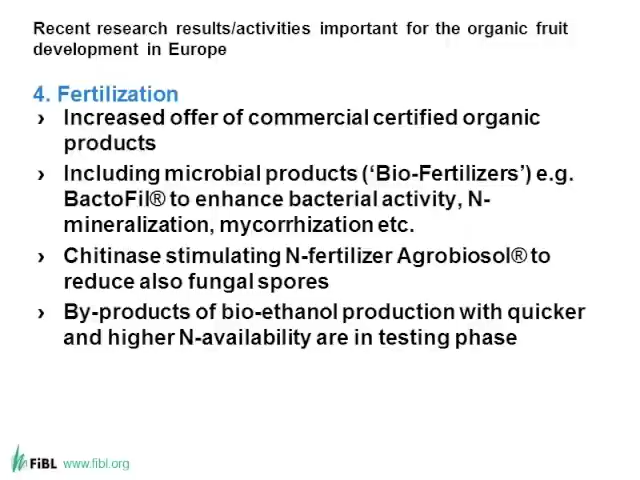 Recent research results/activities important for the organic fruit
development in Europe
4. Fertilization
› Increased offer of commercial certified organic
products
› Including microbial products (‘Bio-Fertilizers’) e.g.
BactoFil® to enhance bacterial activity, N-
mineralization, mycorrhization etc.
› Chitinase stimulating N-fertilizer Agrobiosol® to
reduce also fungal spores
› By-products of bio-ethanol production with quicker
and higher N-availability are in testing phase
FiBL www.fibl.org